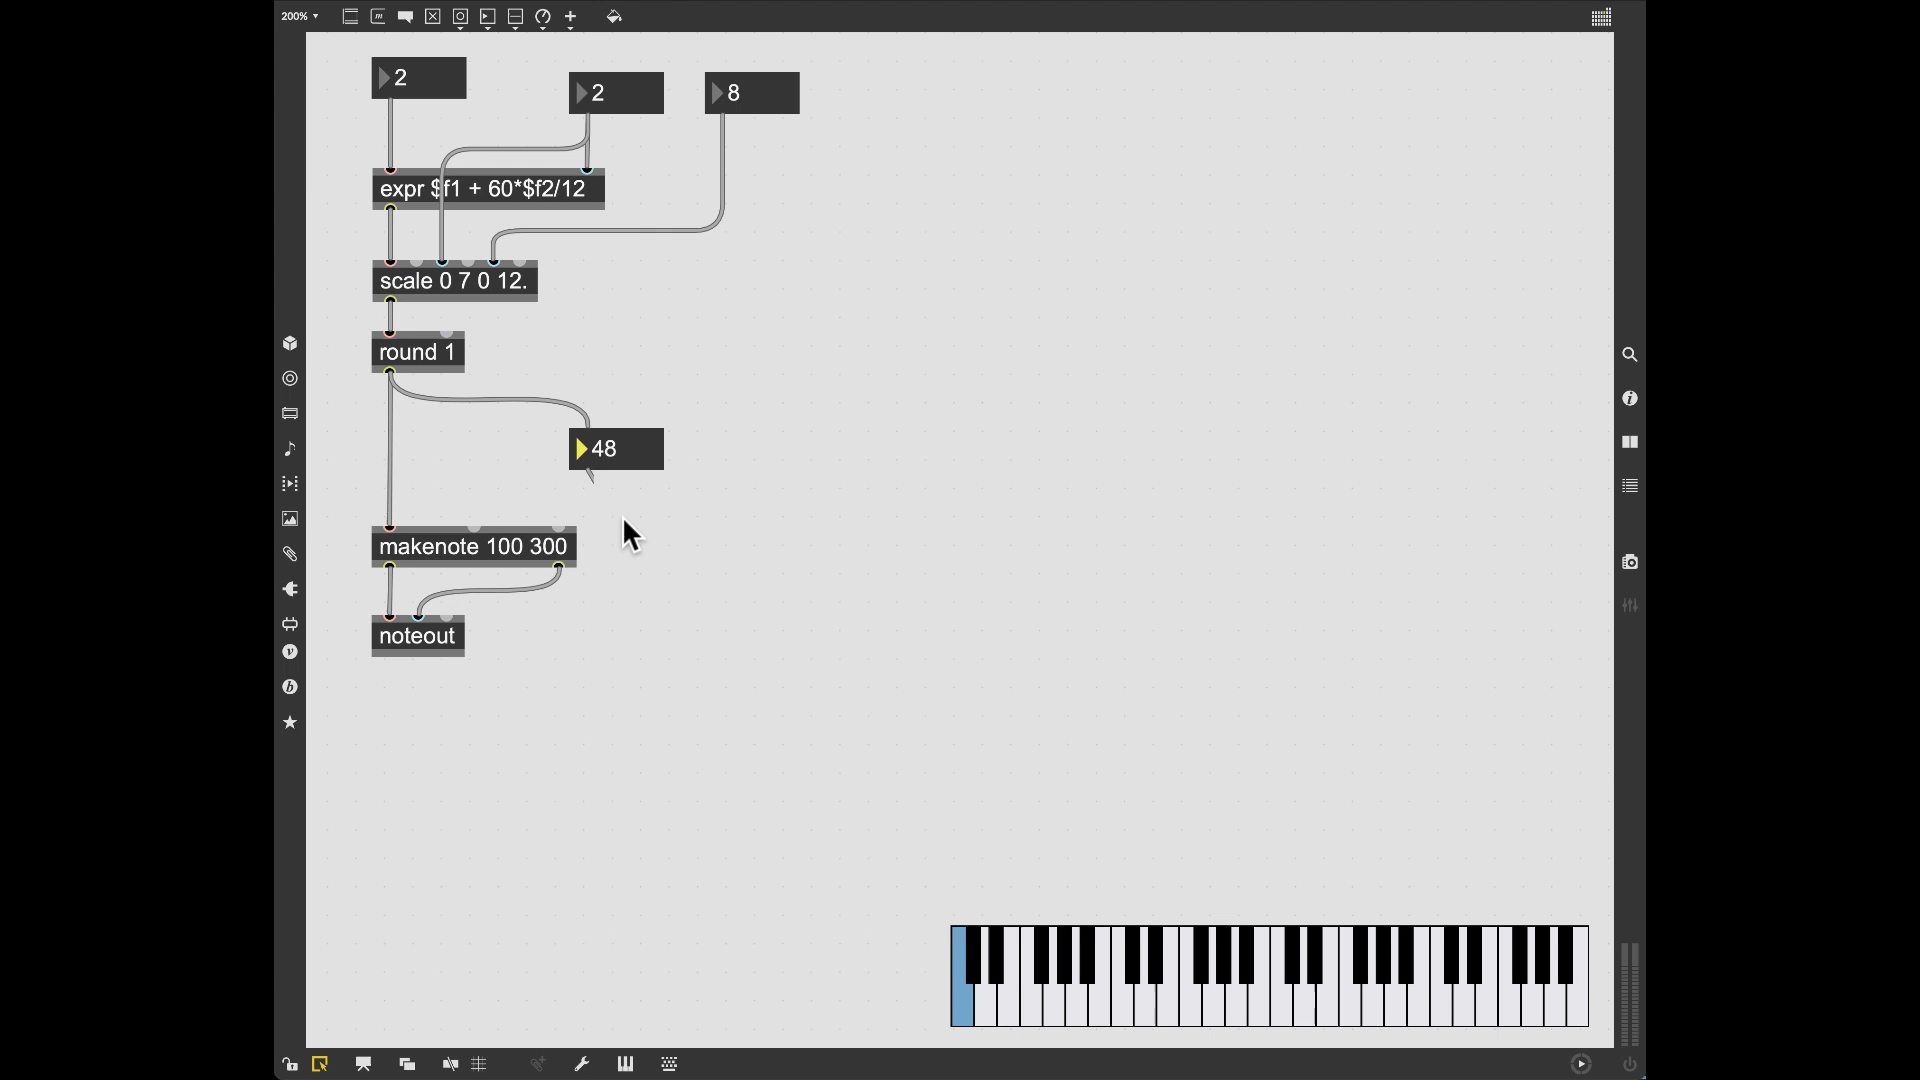 200%
2
2
8
expr $f1 + 60*$f2/12
scale 0 7 0 12.
round 1
48
makenote 100 300
noteout